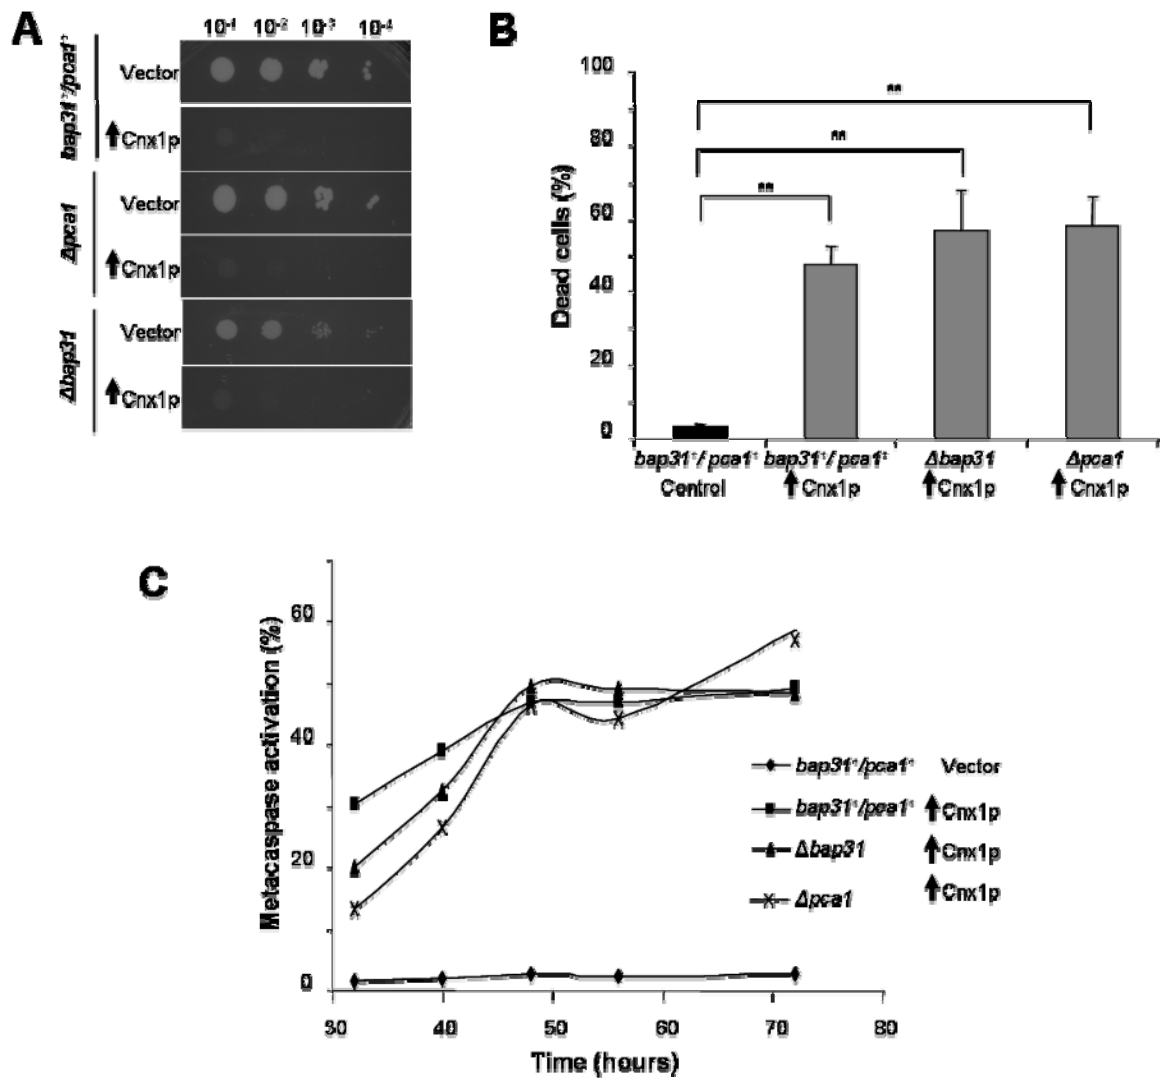 A
10⁻¹ 10⁻² 10⁻³ 10⁻⁴
bap31⁺/pca1⁺
Vector
↑Cnx1p
Δpca1
Vector
↑Cnx1p
Δbap31
Vector
↑Cnx1p
B
100
80
60
40
20
0
Dead cells (%)
**
**
**
bap31⁺/pca1⁺ bap31⁺/pca1⁺ Δbap31 Δpca1
Control ↑Cnx1p ↑Cnx1p ↑Cnx1p
C
60
40
20
0
Metacaspase activation (%)
30 40 50 60 70 80
Time (hours)
bap31⁺/pca1⁺ Vector
bap31⁺/pca1⁺ ↑Cnx1p
Δbap31 ↑Cnx1p
Δpca1 ↑Cnx1p